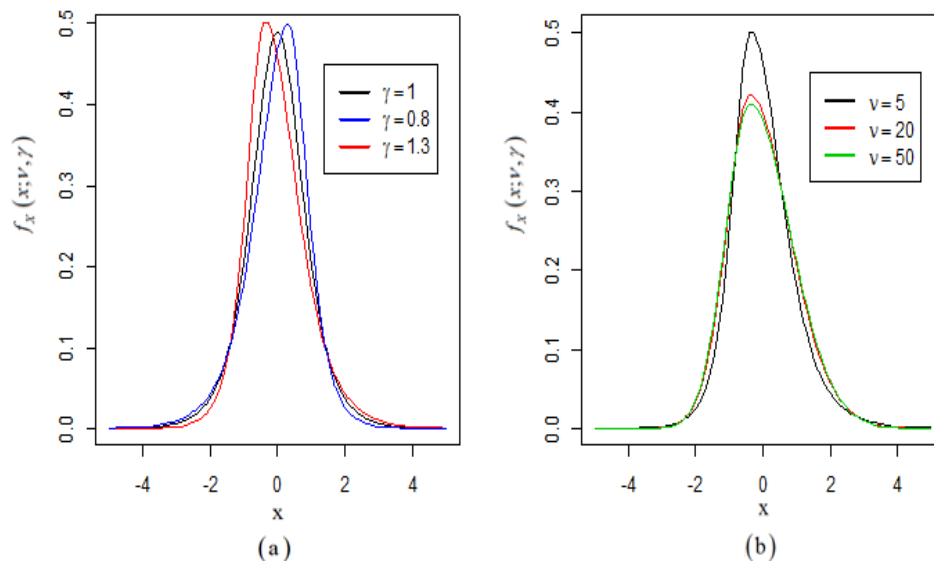 f_X (x;ν,γ)
0.5
0.4
0.3
0.2
0.1
0.0
γ = 1
γ = 0.8
γ = 1.3
-4 -2 0 2 4
x
(a)
f_X (x;ν,γ)
0.5
0.4
0.3
0.2
0.1
0.0
ν = 5
ν = 20
ν = 50
-4 -2 0 2 4
x
(b)